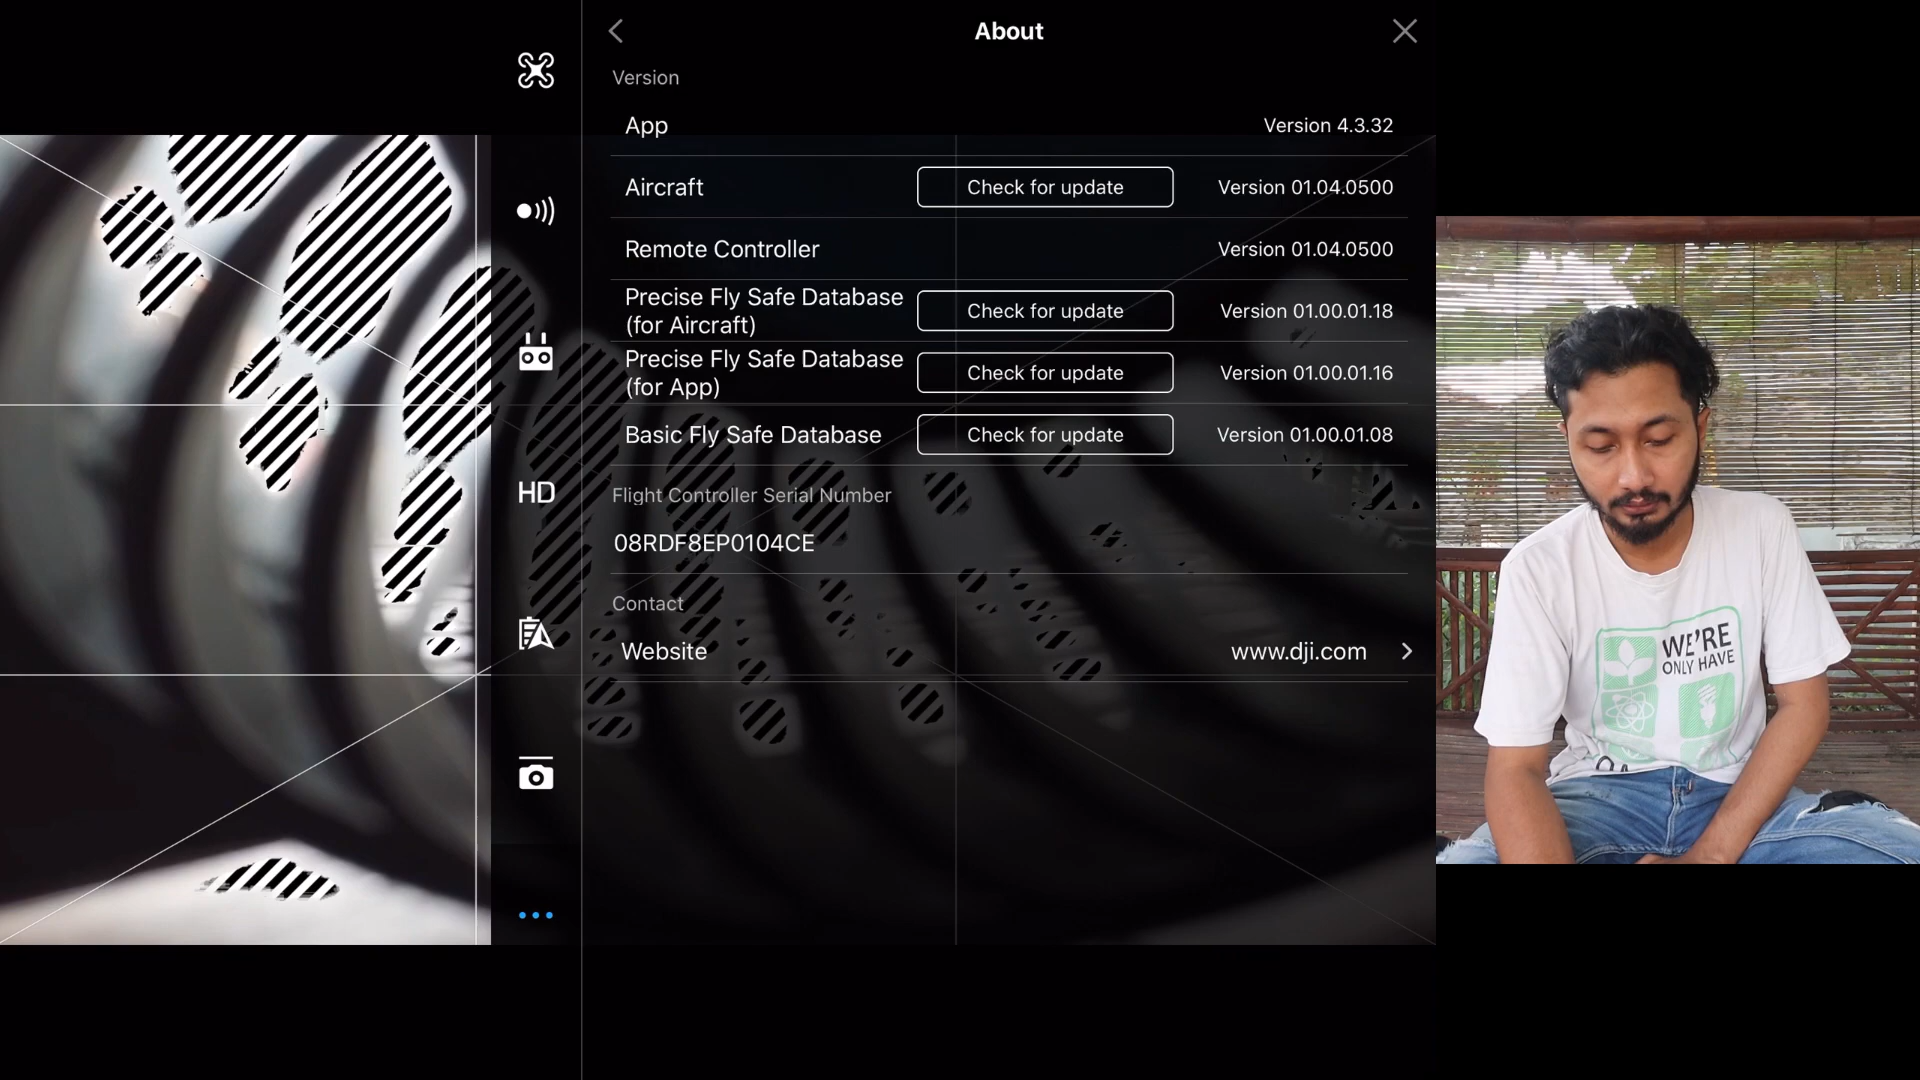 About
Version
App
Version 4.3.32
Aircraft
Check for update
Version 01.04.0500
Remote Controller
Version 01.04.0500
Precise Fly Safe Database
(for Aircraft)
Check for update
Version 01.00.01.18
Precise Fly Safe Database
(for App)
Check for update
Version 01.00.01.16
Basic Fly Safe Database
Check for update
Version 01.00.01.08
HD
Flight Controller Serial Number
08RDF8EP0104CE
Contact
Website
www.dji.com
WE'RE
ONLY HAVE